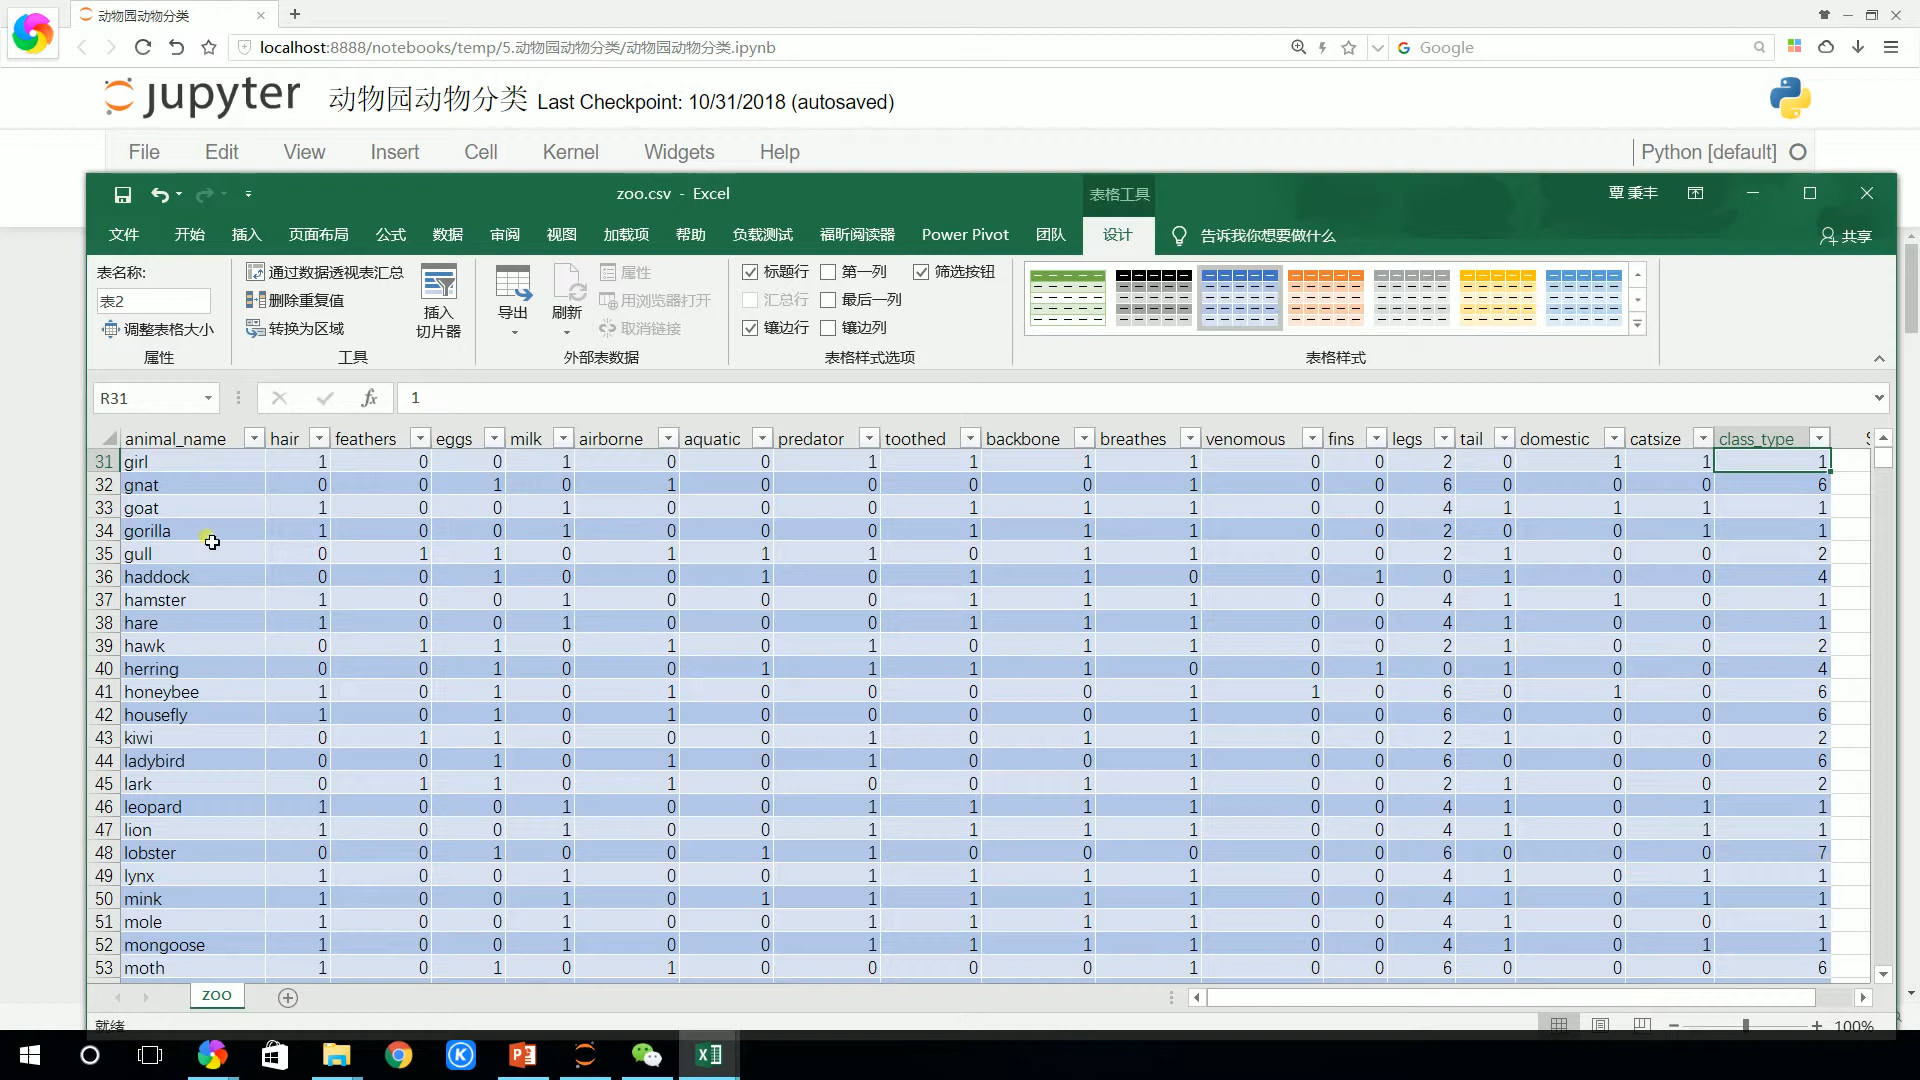 动物园动物分类
localhost:8888/notebooks/temp/5.动物园动物分类/动物园动物分类.ipynb
Google
jupyter 动物园动物分类 Last Checkpoint: 10/31/2018 (autosaved)
File Edit View Insert Cell Kernel Widgets Help Python [default]
zoo.csv - Excel 表格工具 覃秉丰
文件 开始 插入 页面布局 公式 数据 审阅 视图 加载项 帮助 负载测试 福昕阅读器 Power Pivot 团队 设计 告诉我你想要做什么 共享
表名称: 通过数据透视表汇总 属性 标题行 第一列 筛选按钮
表2 删除重复值 插入切片器 导出 刷新 用浏览器打开 汇总行 最后一列
调整表格大小 转换为区域 取消链接 镶边行 镶边列
属性 工具 外部表数据 表格样式选项 表格样式
R31 fx 1
animal_name hair feathers eggs milk airborne aquatic predator toothed backbone breathes venomous fins legs tail domestic catsize class_type
31 girl 1 0 0 1 0 0 1 1 1 1 0 0 2 0 1 1 1
32 gnat 0 0 1 0 1 0 0 0 0 1 0 0 6 0 0 0 6
33 goat 1 0 0 1 0 0 0 1 1 1 0 0 4 1 1 1 1
34 gorilla 1 0 0 1 0 0 0 1 1 1 0 0 2 0 0 1 1
35 gull 0 1 1 0 1 1 1 0 1 1 0 0 2 1 0 0 2
36 haddock 0 0 1 0 0 1 0 1 1 0 0 1 0 1 0 0 4
37 hamster 1 0 0 1 0 0 0 1 1 1 0 0 4 1 1 0 1
38 hare 1 0 0 1 0 0 0 1 1 1 0 0 4 1 0 0 1
39 hawk 0 1 1 0 1 0 1 0 1 1 0 0 2 1 0 0 2
40 herring 0 0 1 0 0 1 1 1 1 0 0 1 0 1 0 0 4
41 honeybee 1 0 1 0 1 0 0 0 0 1 1 0 6 0 1 0 6
42 housefly 1 0 1 0 1 0 0 0 0 1 0 0 6 0 0 0 6
43 kiwi 0 1 1 0 0 0 1 0 1 1 0 0 2 1 0 0 2
44 ladybird 0 0 1 0 1 0 1 0 0 1 0 0 6 0 0 0 6
45 lark 0 1 1 0 1 0 0 0 1 1 0 0 2 1 0 0 2
46 leopard 1 0 0 1 0 0 1 1 1 1 0 0 4 1 0 1 1
47 lion 1 0 0 1 0 0 1 1 1 1 0 0 4 1 0 1 1
48 lobster 0 0 1 0 0 1 1 0 0 0 0 0 6 0 0 0 7
49 lynx 1 0 0 1 0 0 1 1 1 1 0 0 4 1 0 1 1
50 mink 1 0 0 1 0 1 1 1 1 1 0 0 4 1 0 1 1
51 mole 1 0 0 1 0 0 1 1 1 1 0 0 4 1 0 0 1
52 mongoose 1 0 0 1 0 0 1 1 1 1 0 0 4 1 0 1 1
53 moth 1 0 1 0 1 0 0 0 0 1 0 0 6 0 0 0 6
zoo
就绪 100%